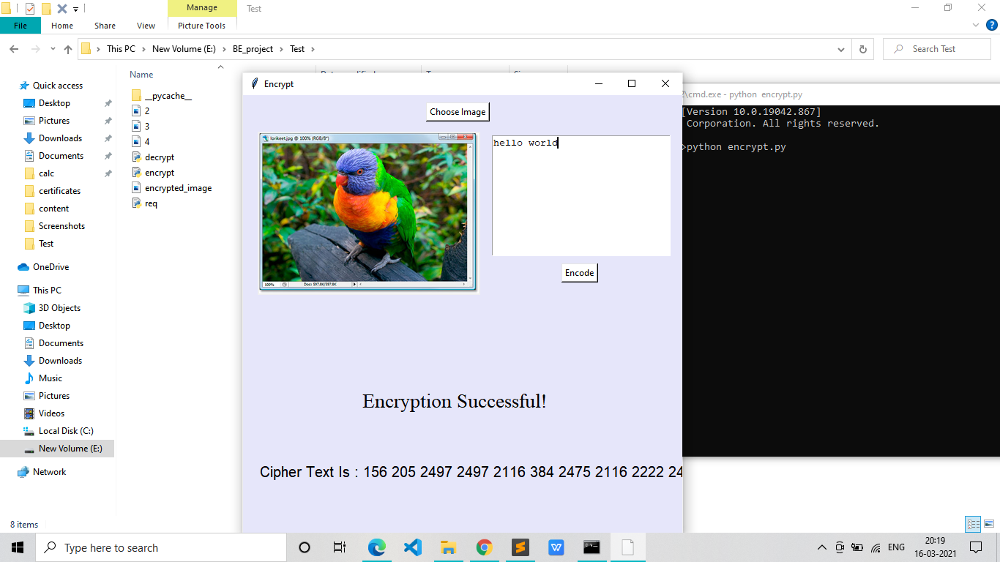 Manage
Test
File
Home
Share
View
Picture Tools
This PC
New Volume (E:)
BE_project
Test
Search Test
Name
Quick access
Desktop
Pictures
Downloads
Documents
calc
certificates
content
Screenshots
Test
OneDrive
This PC
3D Objects
Desktop
Documents
Downloads
Music
Pictures
Videos
Local Disk (C:)
New Volume (E:)
Network
__pycache__
2
3
4
decrypt
encrypt
encrypted_image
req
Encrypt
Choose Image
lorikeet.jpg @ 100% (RGB/8*)
100%
Doc: 597.8K/597.8K
hello world
Encode
Encryption Successful!
Cipher Text Is : 156 205 2497 2497 2116 384 2475 2116 2222 24
\cmd.exe - python encrypt.py
[Version 10.0.19042.867]
Corporation. All rights reserved.
>python encrypt.py
8 items
Type here to search
ENG
20:19
16-03-2021